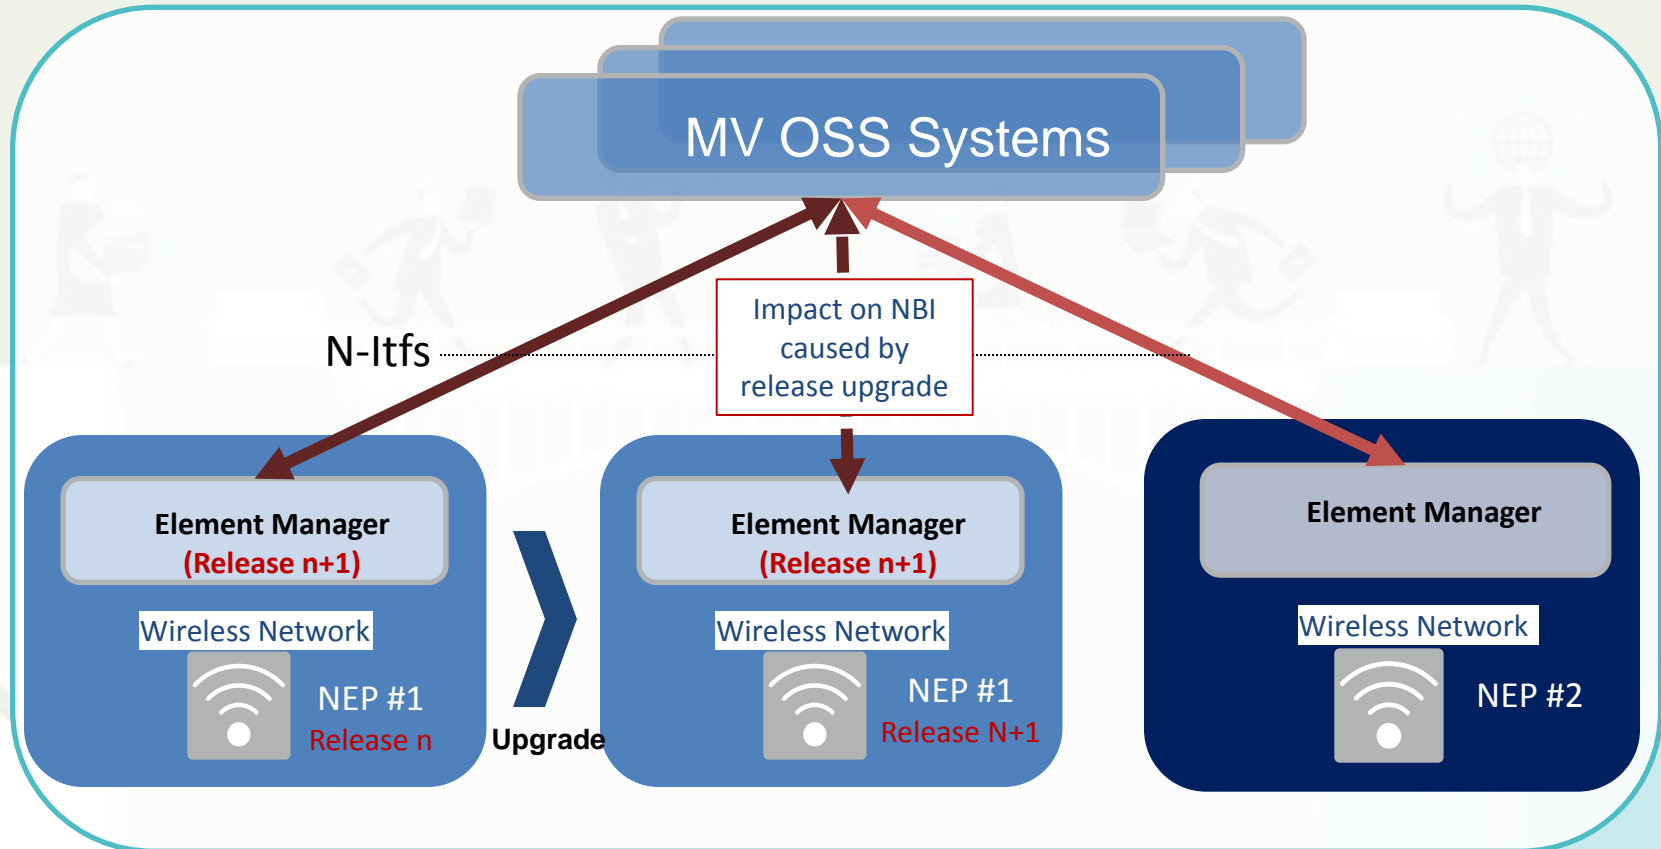 MV OSS Systems
N-Itfs
Impact on NBI
caused by
release upgrade
Element Manager
(Release n+1)
Wireless Network
NEP #1
Release n
Upgrade
Element Manager
(Release n+1)
Wireless Network
NEP #1
Release N+1
Element Manager
Wireless Network
NEP #2